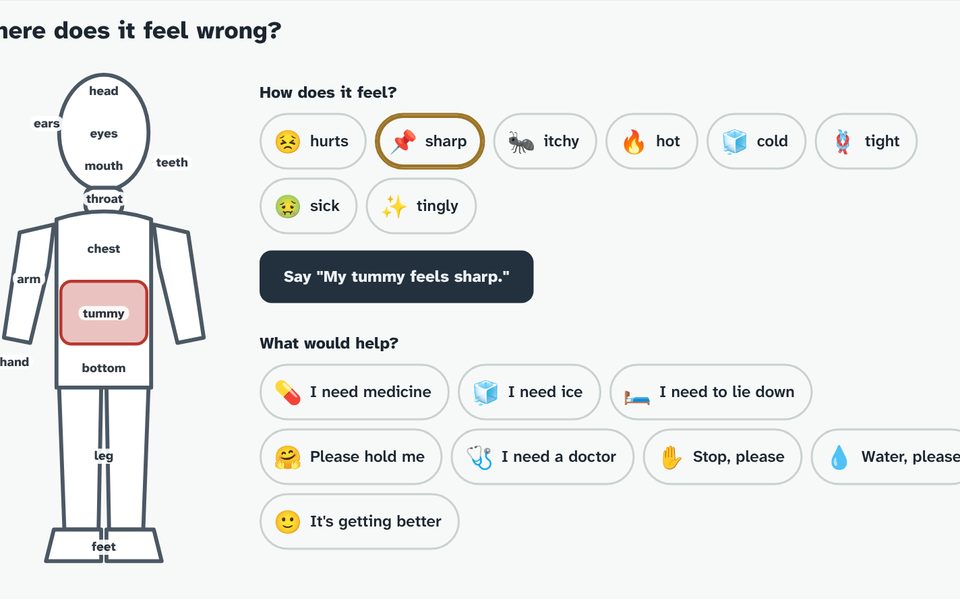 here does it feel wrong?
head
ears
eyes
mouth
teeth
throat
chest
arm
tummy
hand
bottom
leg
feet
How does it feel?
hurts
sharp
itchy
hot
cold
tight
sick
tingly
Say "My tummy feels sharp."
What would help?
I need medicine
I need ice
I need to lie down
Please hold me
I need a doctor
Stop, please
Water, please
It's getting better